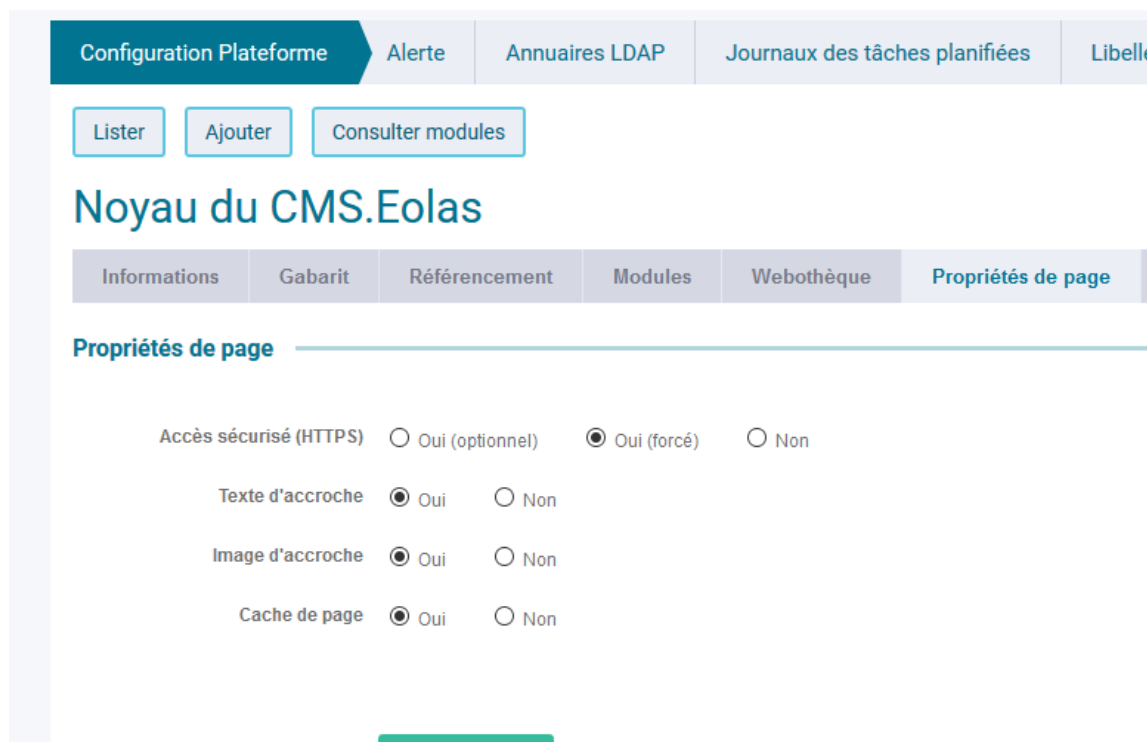 Configuration Plateforme Alerte Annuaires LDAP Journaux des tâches planifiées
Lister Ajouter Consulter modules
Noyau du CMS.Eolas
Informations Gabarit Référencement Modules Webothèque Propriétés de page
Propriétés de page
Accès sécurisé (HTTPS) Oui (optionnel) Oui (forcé) Non
Texte d'accroche Oui Non
Image d'accroche Oui Non
Cache de page Oui Non